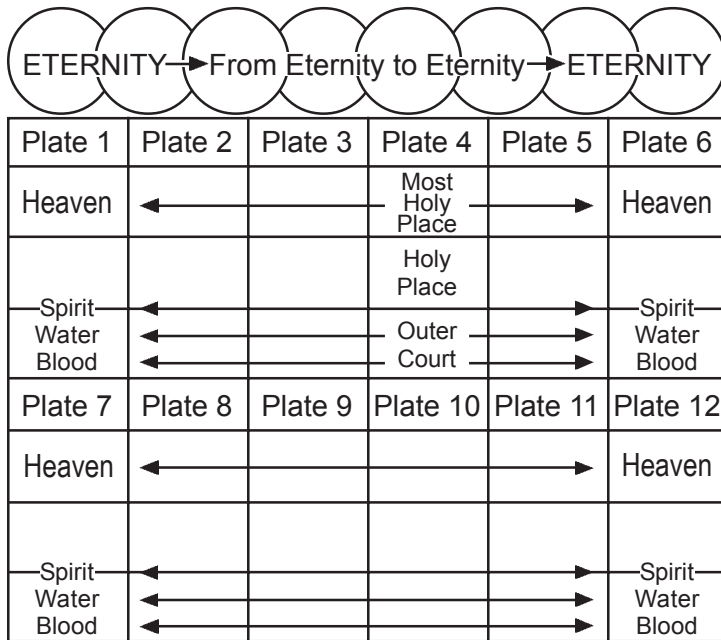 ETERNITY From Eternity to Eternity ETERNITY
Plate 1 Plate 2 Plate 3 Plate 4 Plate 5 Plate 6
Heaven Most Holy Place Heaven
Holy
Place
Spirit Spirit
Water Outer Water
Blood Court Blood
Plate 7 Plate 8 Plate 9 Plate 10 Plate 11 Plate 12
Heaven Heaven
Spirit Spirit
Water Water
Blood Blood